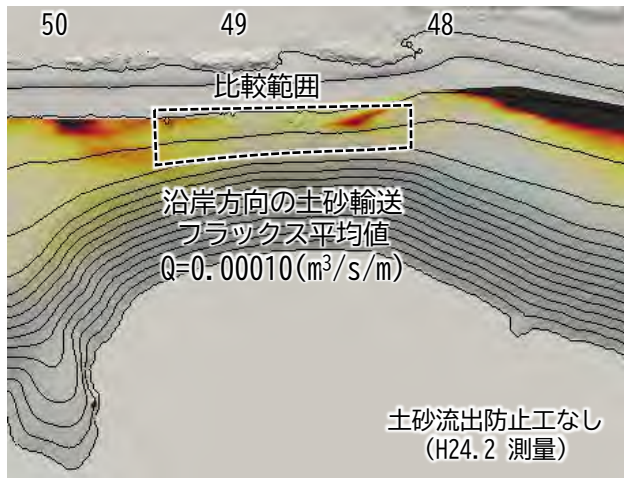 50 49 48
比較範囲
沿岸方向の土砂輸送
フラックス平均値
Q=0.00010(m³/s/m)
土砂流出防止工なし
(H24.2 測量)